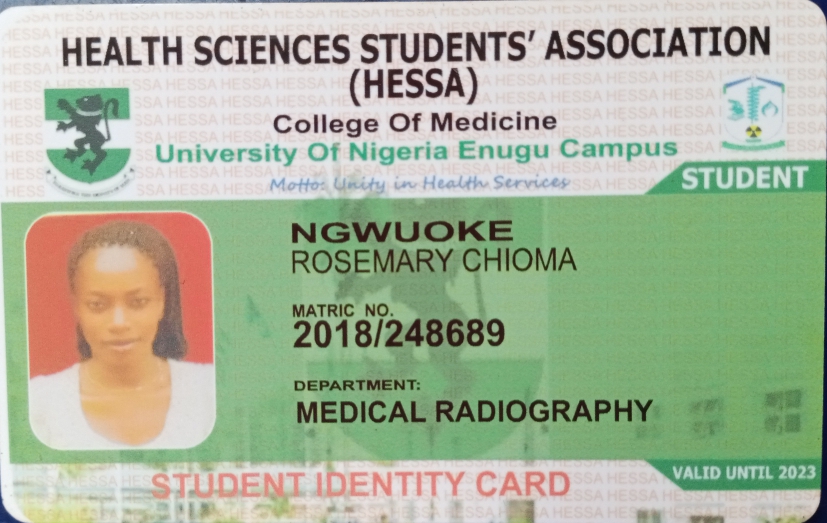 HEALTH SCIENCES STUDENTS' ASSOCIATION
(HESSA)
College Of Medicine
University Of Nigeria Enugu Campus
Motto: Unity in Health Services
STUDENT
NGWUOKE
ROSEMARY CHIOMA
MATRIC NO.
2018/248689
DEPARTMENT:
MEDICAL RADIOGRAPHY
VALID UNTIL 2023
STUDENT IDENTITY CARD